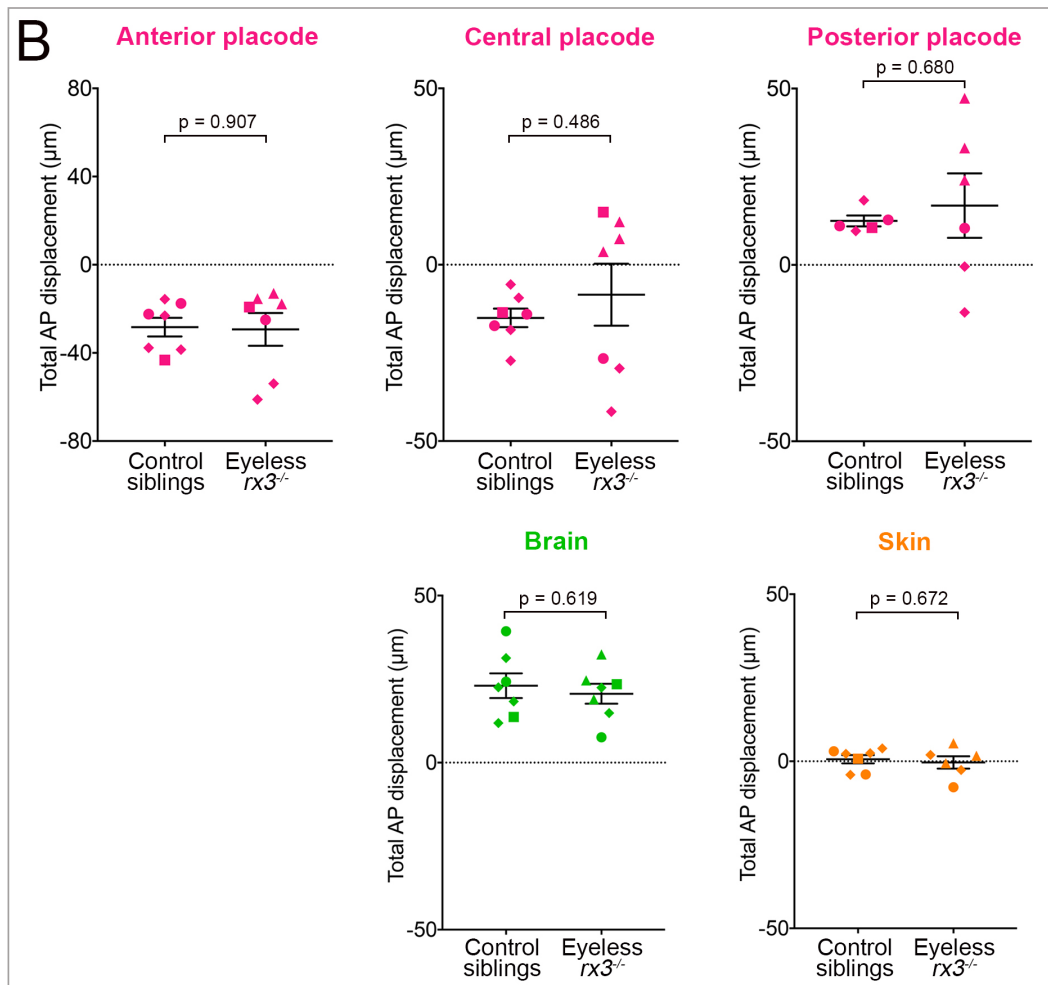 B
Anterior placode
Central placode
Posterior placode
Total AP displacement (µm)
80
40
0
-40
-80
p = 0.907
Control
siblings
Eyeless
rx3-/-
Total AP displacement (µm)
50
0
-50
p = 0.486
Control
siblings
Eyeless
rx3-/-
Total AP displacement (µm)
50
0
-50
p = 0.680
Control
siblings
Eyeless
rx3-/-
Brain
Total AP displacement (µm)
50
0
-50
p = 0.619
Control
siblings
Eyeless
rx3-/-
Skin
Total AP displacement (µm)
50
0
-50
p = 0.672
Control
siblings
Eyeless
rx3-/-